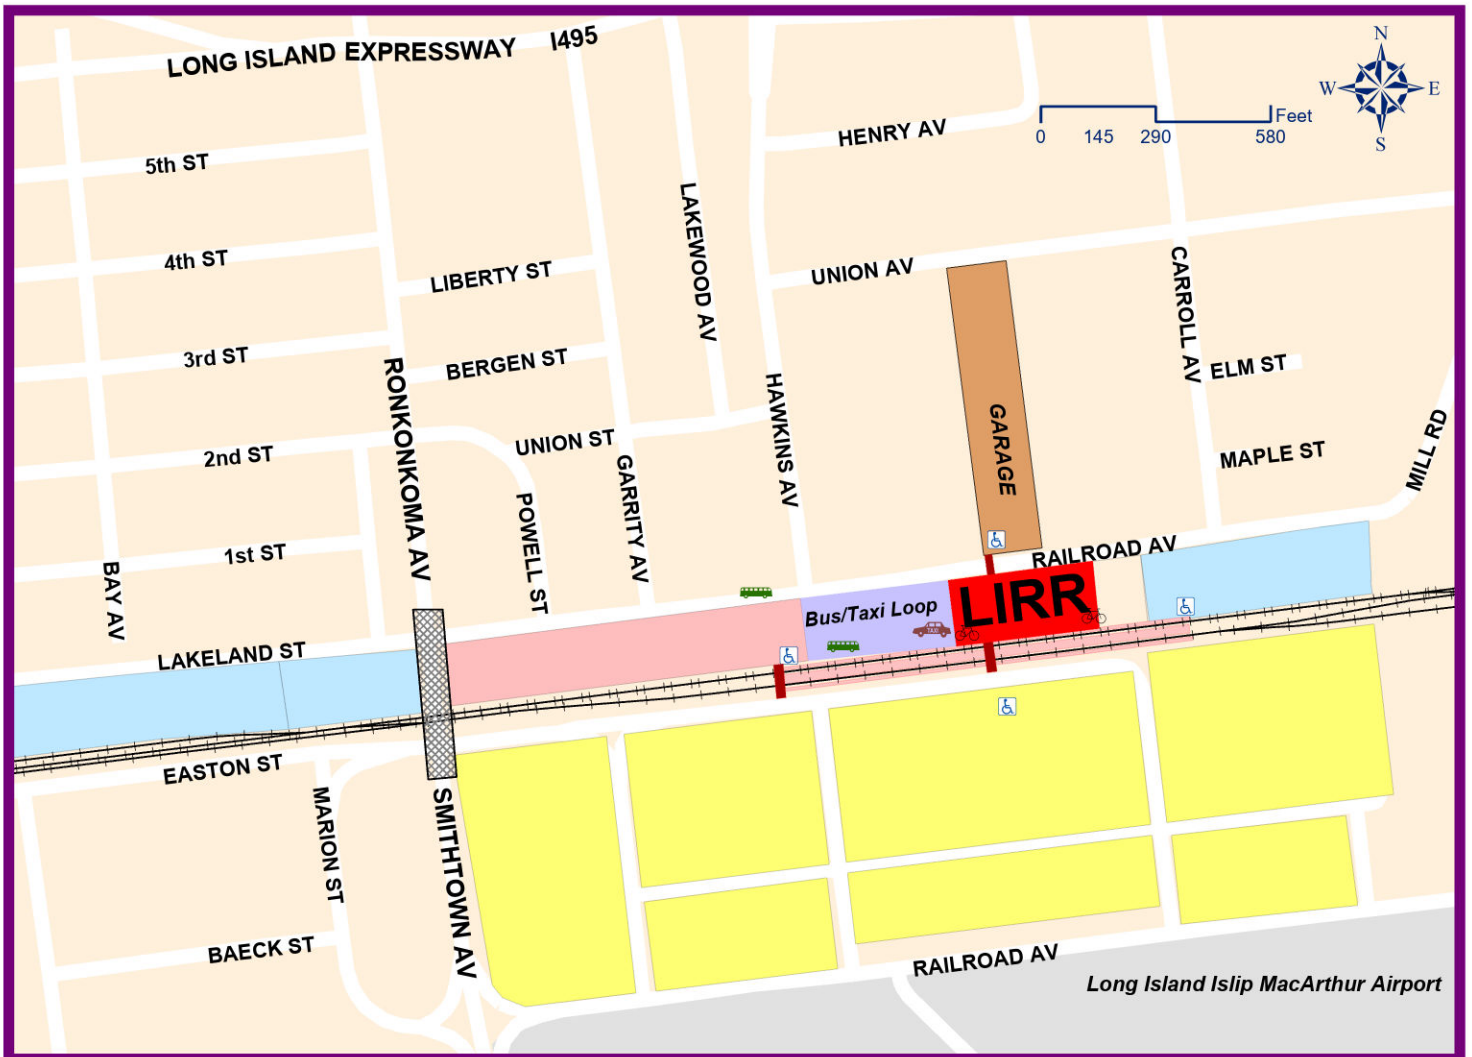 LONG ISLAND EXPRESSWAY I495
N
W E
S
Feet
0 145 290 580
HENRY AV
5th ST
4th ST
LIBERTY ST
LAKEWOOD AV
UNION AV
CARROLL AV
3rd ST
BERGEN ST
RONKONKOMA AV
HAWKINS AV
ELM ST
GARAGE
MILL RD
2nd ST
UNION ST
MAPLE ST
GARRITY AV
POWELL ST
1st ST
BAY AV
RAILROAD AV
LIRR
Bus/Taxi Loop
TAXI
LAKELAND ST
EASTON ST
MARION ST
SMITHTOWN AV
BAECK ST
RAILROAD AV
Long Island Islip MacArthur Airport